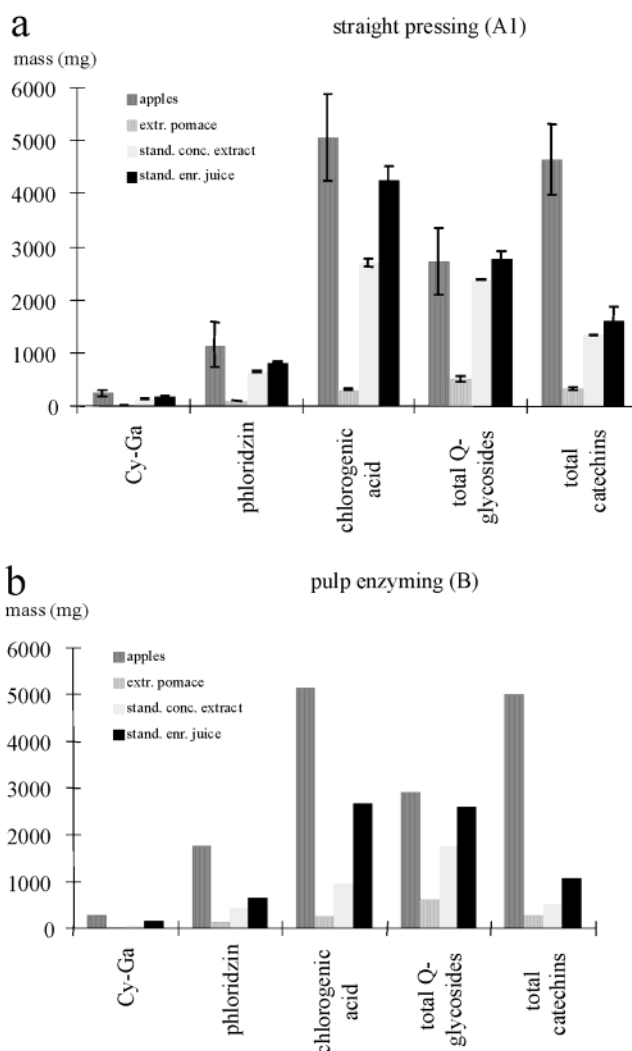 a
straight pressing (A1)
mass (mg)
6000
5000
4000
3000
2000
1000
0
apples
extr. pomace
stand. conc. extract
stand. enr. juice
Cy-Ga
phloridzin
chlorogenic
acid
total Q-
glycosides
total
catechins
b
pulp enzyming (B)
mass (mg)
6000
5000
4000
3000
2000
1000
0
apples
extr. pomace
stand. conc. extract
stand. enr. juice
Cy-Ga
phloridzin
chlorogenic
acid
total Q-
glycosides
total
catechins